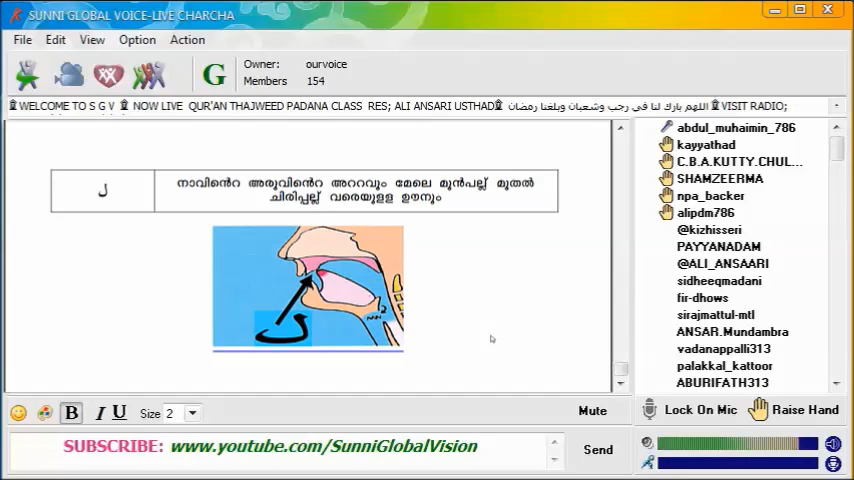 SUNNI GLOBAL VOICE-LIVE CHARCHA
File Edit View Option Action
G
Owner: ourvoice
Members 154
WELCOME TO S G V NOW LIVE QUR'AN THAJWEED PADANA CLASS RES; ALI ANSARI USTHAD اللهم بارك لنا في رجب وشعبان وبلغنا رمضان VISIT RADIO;
ل
നാവിൻെറ അരുവിൻെറ അററവും മേലെ മുൻപല്ല് മുതൽ
ചിരിപ്പല്ല് വരെയുളള ഊനും
ل
abdul_muhaimin_786
kayyathad
C.B.A.KUTTY.CHUL...
SHAMZEERMA
npa_backer
alipdm786
@kizhisseri
PAYYANADAM
@ALI_ANSAARI
sidheeqmadani
fir-dhows
sirajmattul-mtl
ANSAR.Mundambra
vadanappalli313
palakkal_kattoor
ABURIFATH313
B I U Size 2
Mute
Lock On Mic
Raise Hand
SUBSCRIBE: www.youtube.com/SunniGlobalVision
Send